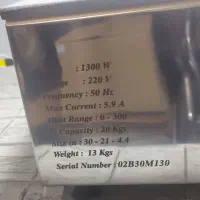 : 1300 W
: 220 V
Frequency : 50 Hz
Max Current : 5.9 A
Range : 0 - 300
Capacity : 20 Kgs
30 - 21 - 4.4
Weight : 13 Kgs
Serial Number : 02B30M130